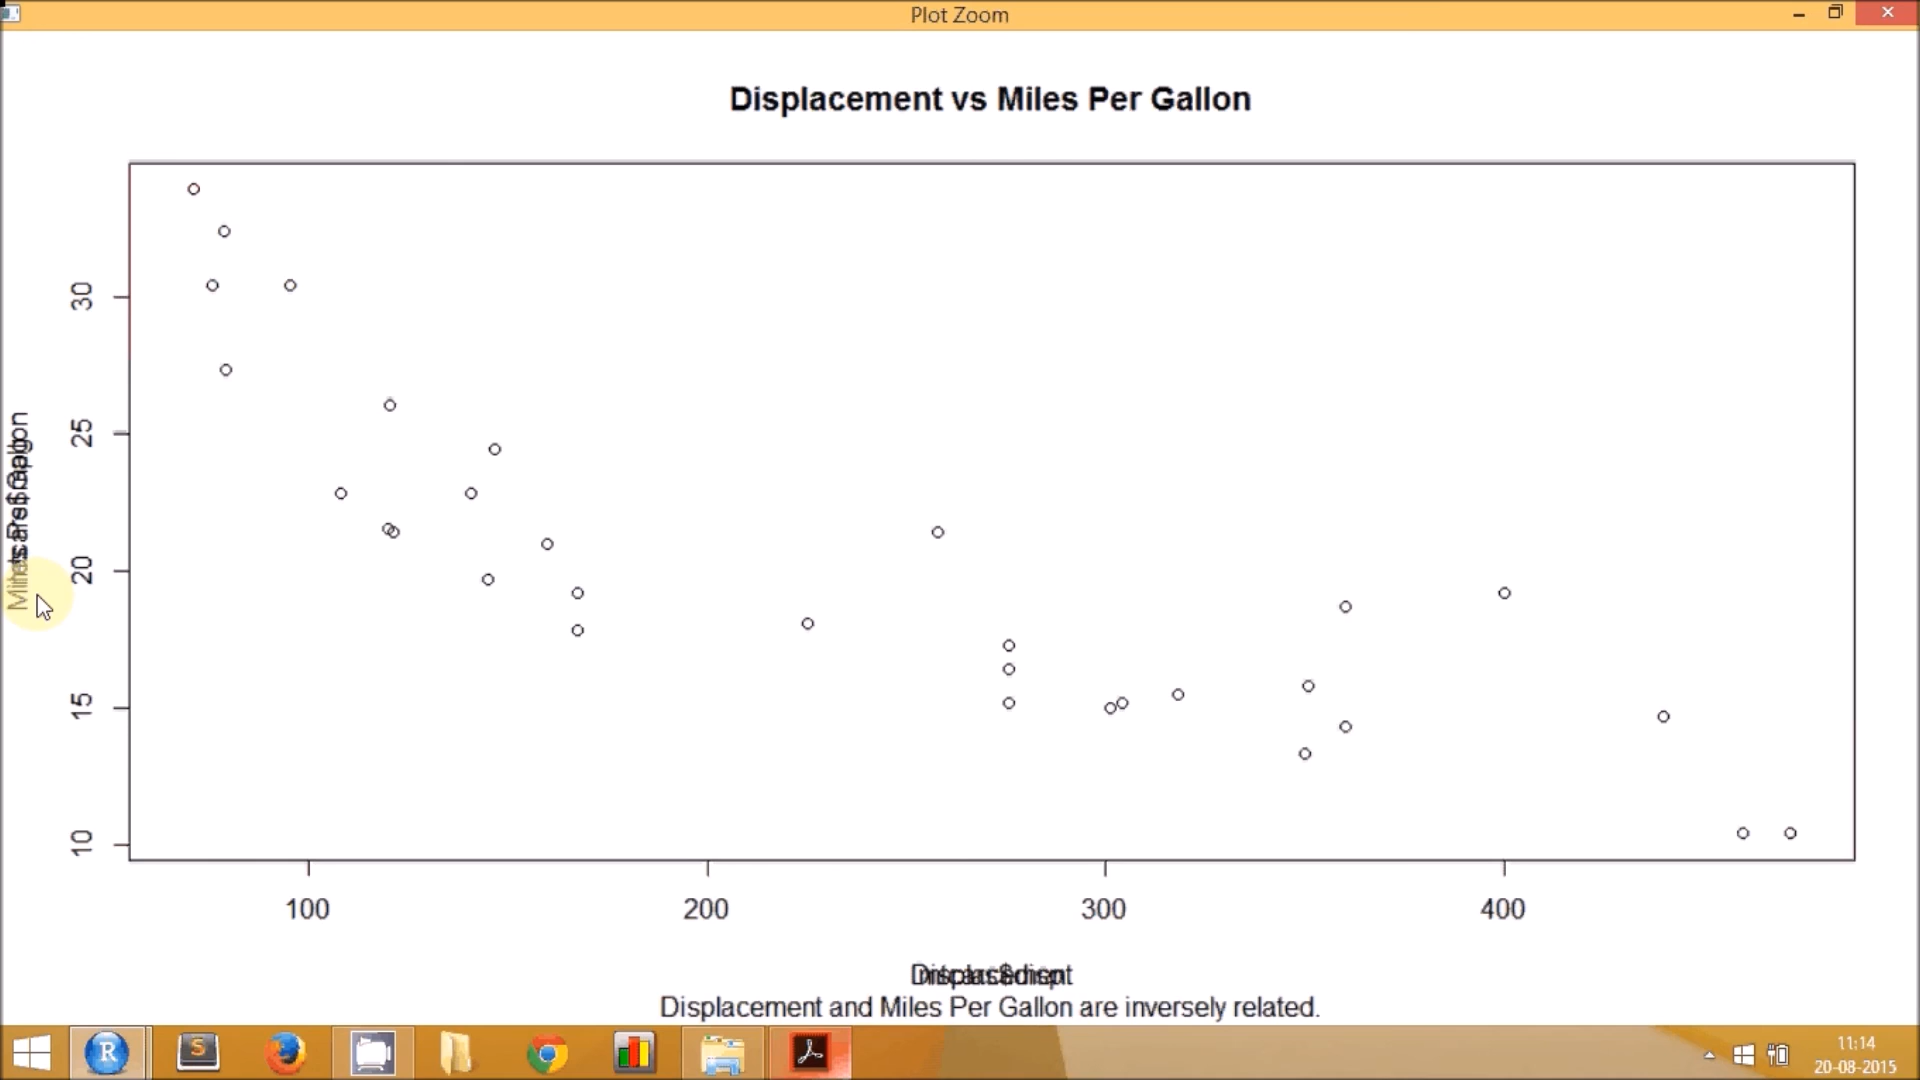 Plot Zoom
Displacement vs Miles Per Gallon
30
25
20
15
10
100
200
300
400
Displacement and Miles Per Gallon are inversely related.
R
S
11:14
20-08-2015